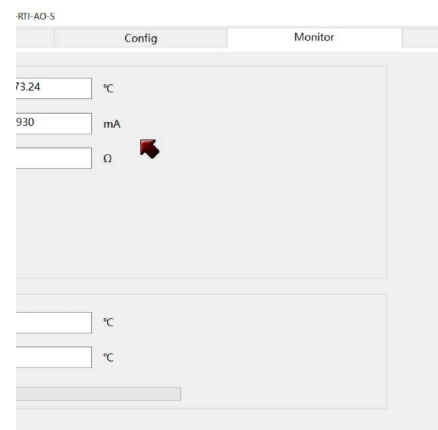 -RTI-AO-S
Config Monitor
73.24 ℃
930 mA
Ω
℃
℃